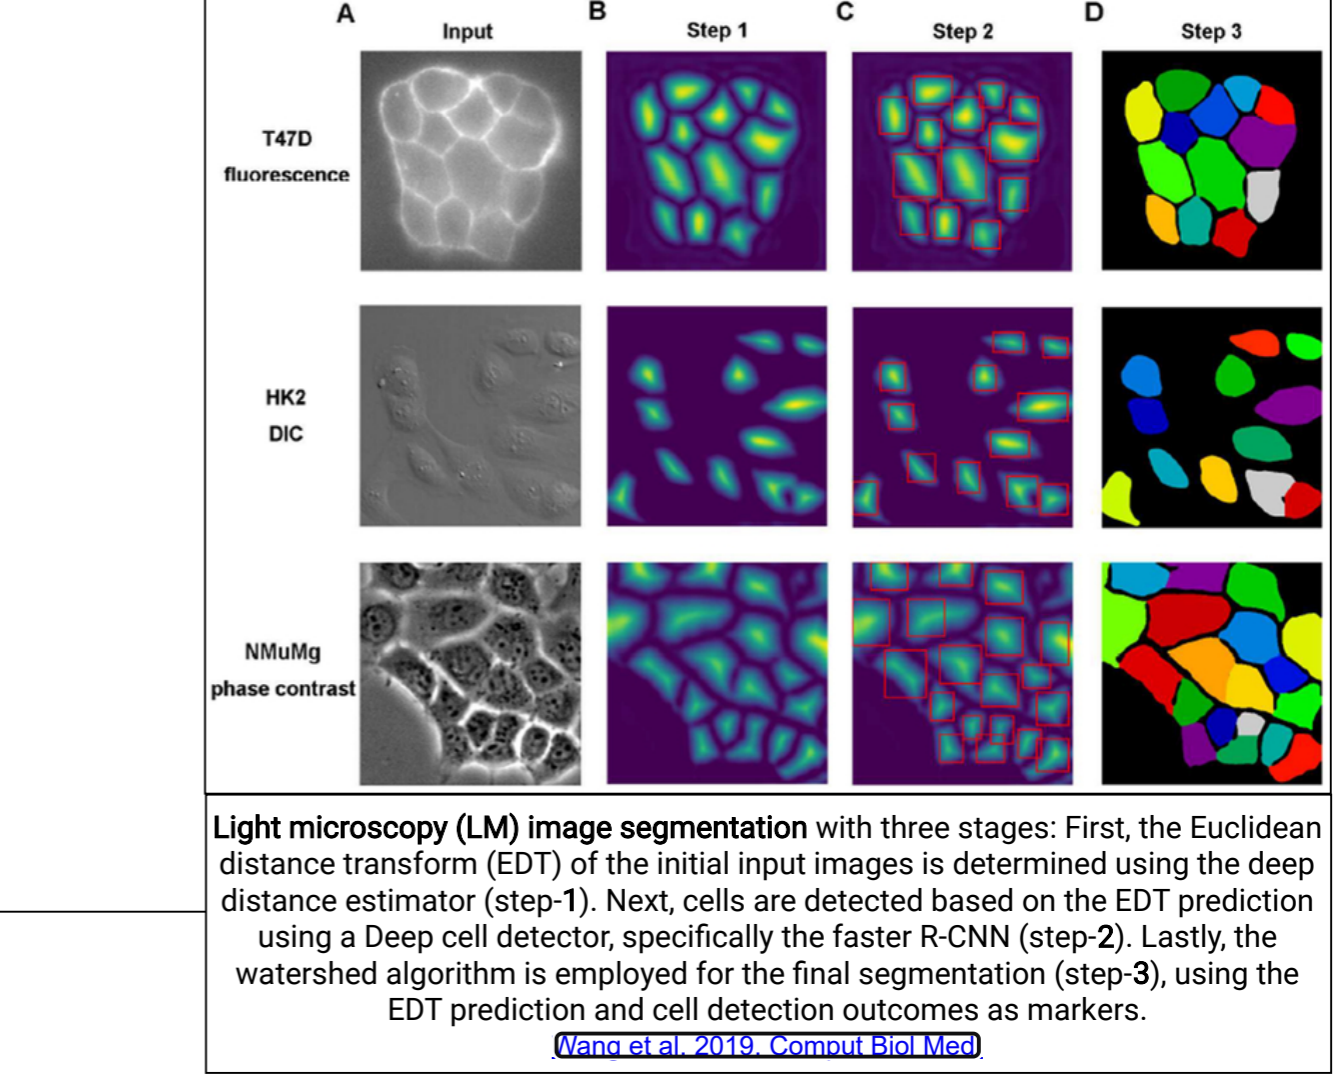 A B C D
Input Step 1 Step 2 Step 3
T47D
fluorescence
HK2
DIC
NMuMg
phase contrast
Light microscopy (LM) image segmentation with three stages: First, the Euclidean
distance transform (EDT) of the initial input images is determined using the deep
distance estimator (step-1). Next, cells are detected based on the EDT prediction
using a Deep cell detector, specifically the faster R-CNN (step-2). Lastly, the
watershed algorithm is employed for the final segmentation (step-3), using the
EDT prediction and cell detection outcomes as markers.
Wang et al. 2019. Comput Biol Med